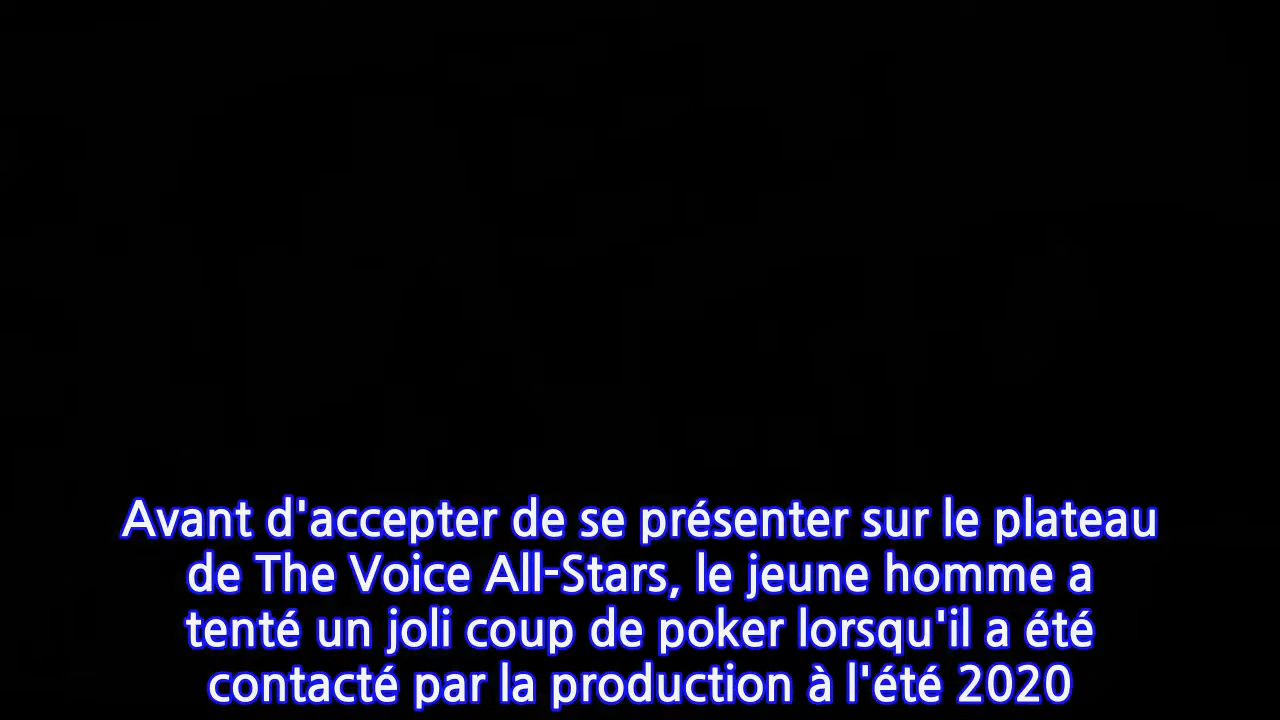 Avant d'accepter de se présenter sur le plateau
de The Voice All-Stars, le jeune homme a
tenté un joli coup de poker lorsqu'il a été
contacté par la production à l'été 2020